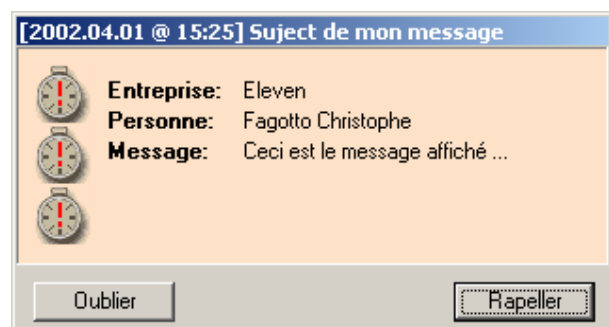 [2002.04.01 @ 15:25] Suject de mon message
Entreprise: Eleven
Personne: Fagotto Christophe
Message: Ceci est le message affiché ...
Oublier Rapeller